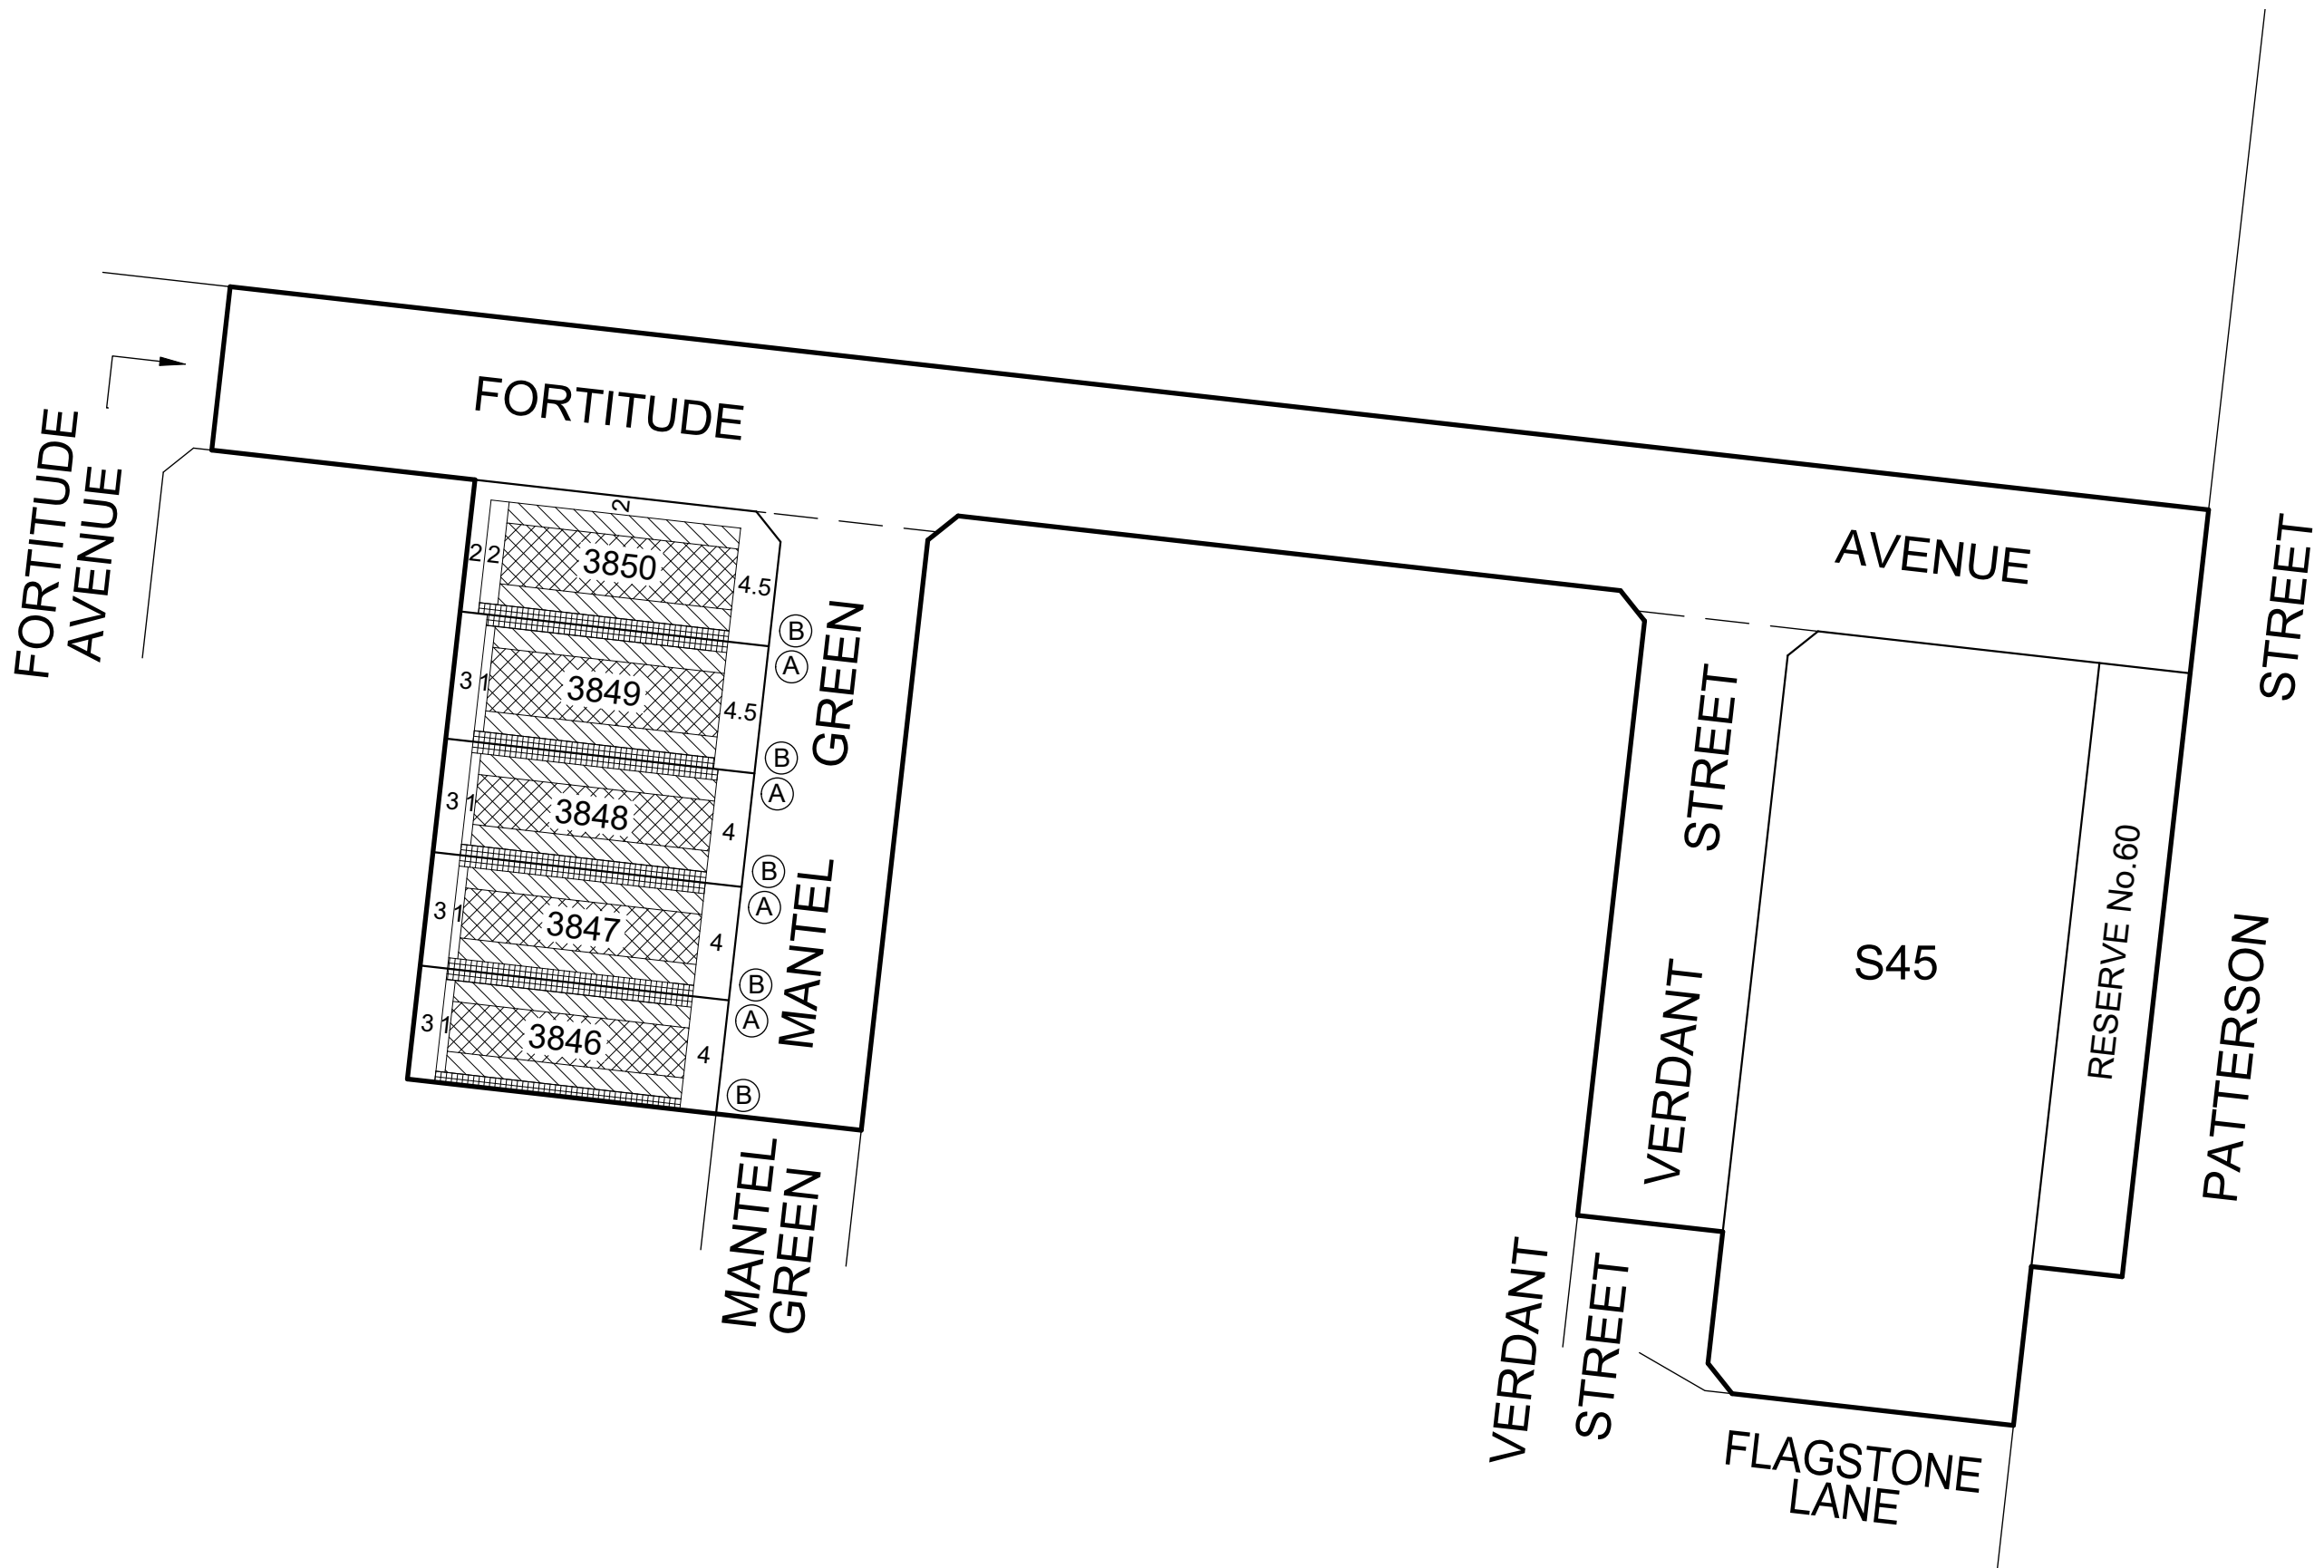 FORTITUDE
AVENUE
FORTITUDE
AVENUE
STREET
PATTERSON
2
2 2
3850
4.5
B
A
3 1
3849
4.5
B
A
3 1
3848
4
B
A
3 1
3847
4
B
A
3 1
3846
4
B
GREEN
MANTEL
MANTEL
GREEN
STREET
VERDANT
VERDANT
STREET
S45
RESERVE No.60
FLAGSTONE
LANE